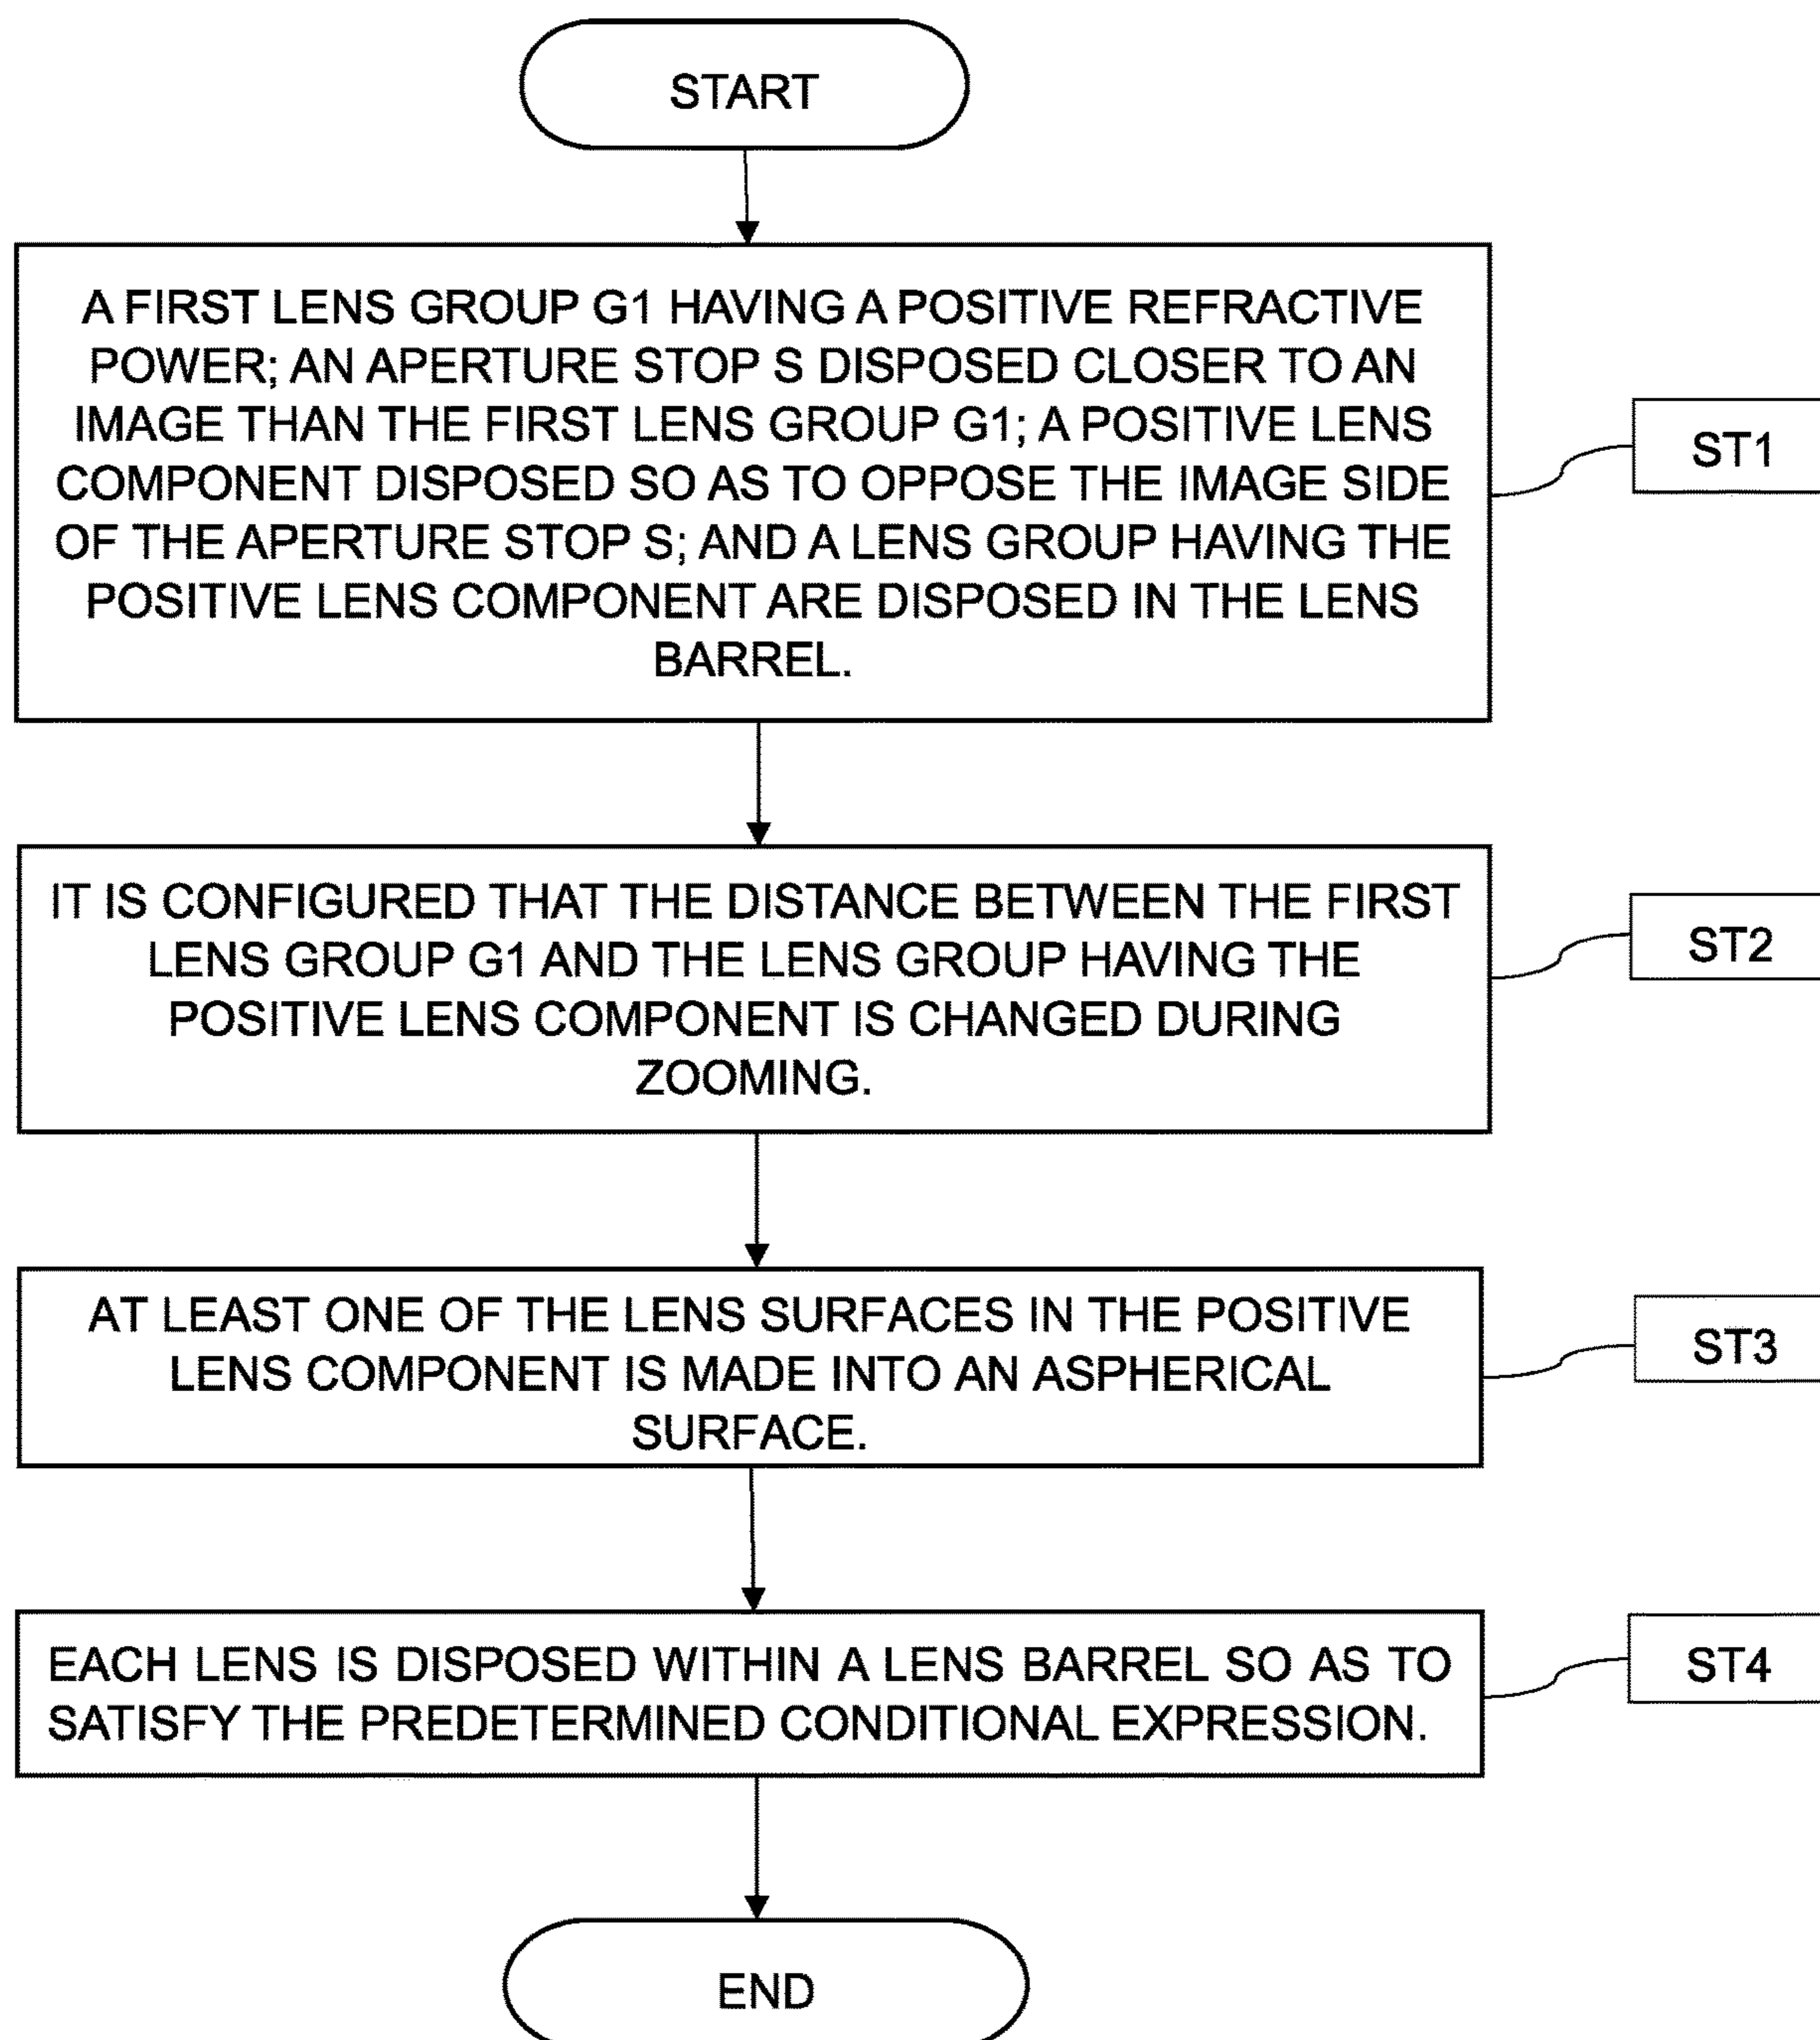 START
A FIRST LENS GROUP G1 HAVING A POSITIVE REFRACTIVE
POWER; AN APERTURE STOP S DISPOSED CLOSER TO AN
IMAGE THAN THE FIRST LENS GROUP G1; A POSITIVE LENS
COMPONENT DISPOSED SO AS TO OPPOSE THE IMAGE SIDE
OF THE APERTURE STOP S; AND A LENS GROUP HAVING THE
POSITIVE LENS COMPONENT ARE DISPOSED IN THE LENS
BARREL.
ST1
IT IS CONFIGURED THAT THE DISTANCE BETWEEN THE FIRST
LENS GROUP G1 AND THE LENS GROUP HAVING THE
POSITIVE LENS COMPONENT IS CHANGED DURING
ZOOMING.
ST2
AT LEAST ONE OF THE LENS SURFACES IN THE POSITIVE
LENS COMPONENT IS MADE INTO AN ASPHERICAL
SURFACE.
ST3
EACH LENS IS DISPOSED WITHIN A LENS BARREL SO AS TO
SATISFY THE PREDETERMINED CONDITIONAL EXPRESSION.
ST4
END